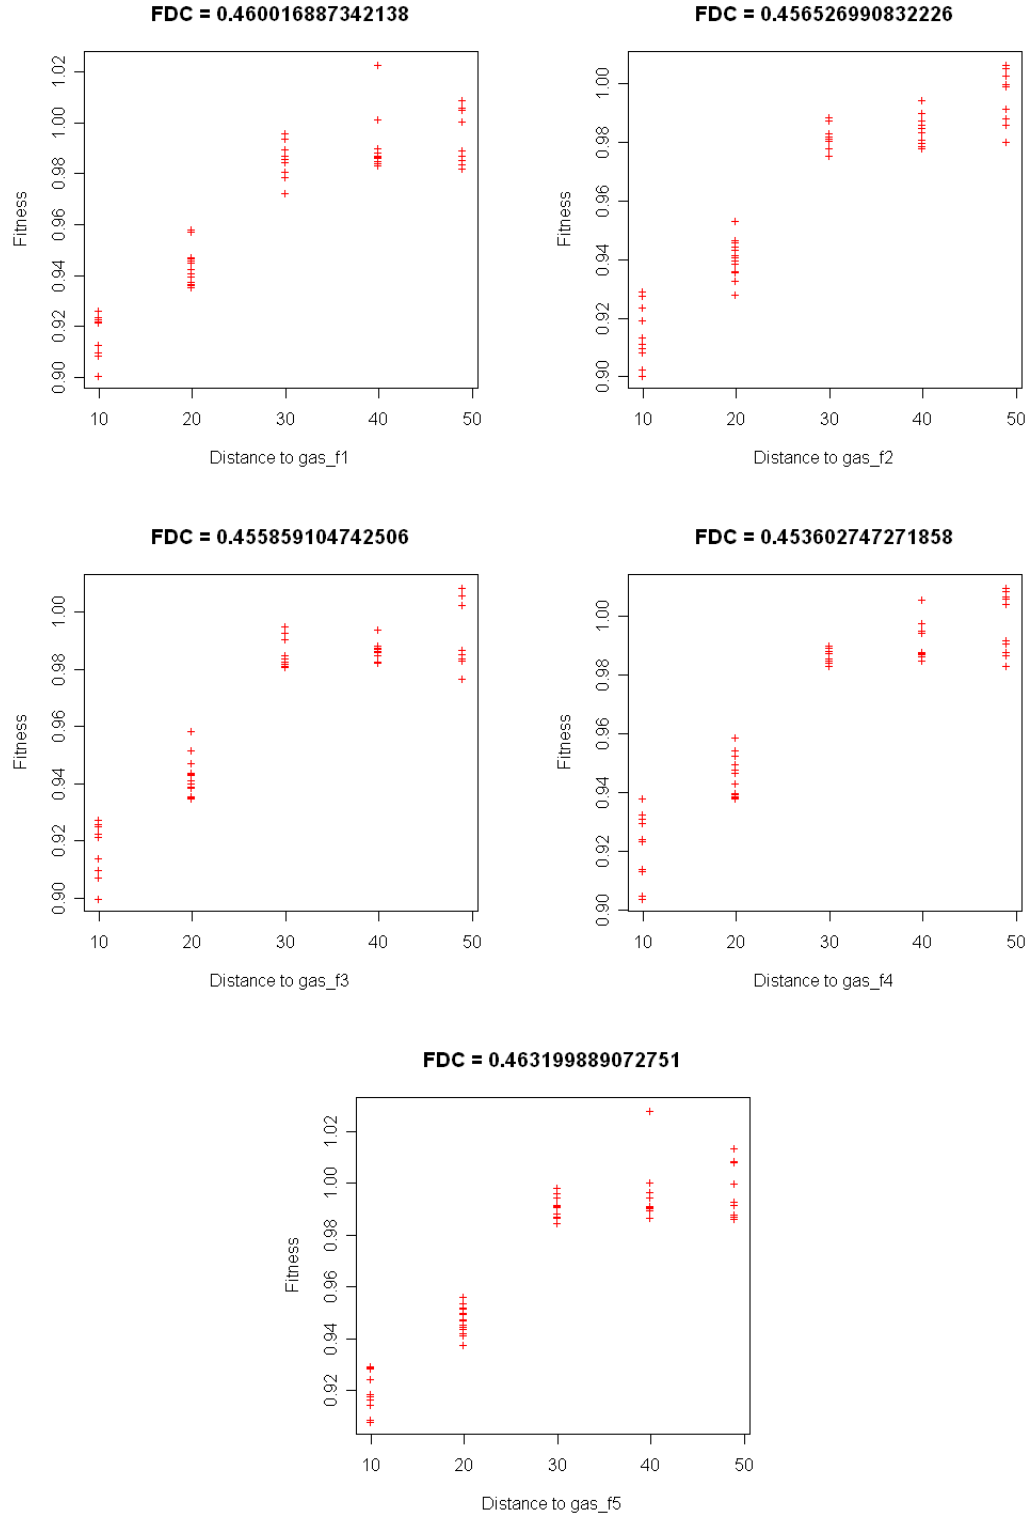 FDC = 0.460016887342138
Fitness
0.90 0.92 0.94 0.96 0.98 1.00 1.02
10 20 30 40 50
Distance to gas_f1
FDC = 0.456526990832226
Fitness
0.90 0.92 0.94 0.96 0.98 1.00
10 20 30 40 50
Distance to gas_f2
FDC = 0.455859104742506
Fitness
0.90 0.92 0.94 0.96 0.98 1.00
10 20 30 40 50
Distance to gas_f3
FDC = 0.453602747271858
Fitness
0.90 0.92 0.94 0.96 0.98 1.00
10 20 30 40 50
Distance to gas_f4
FDC = 0.463199889072751
Fitness
0.92 0.94 0.96 0.98 1.00 1.02
10 20 30 40 50
Distance to gas_f5